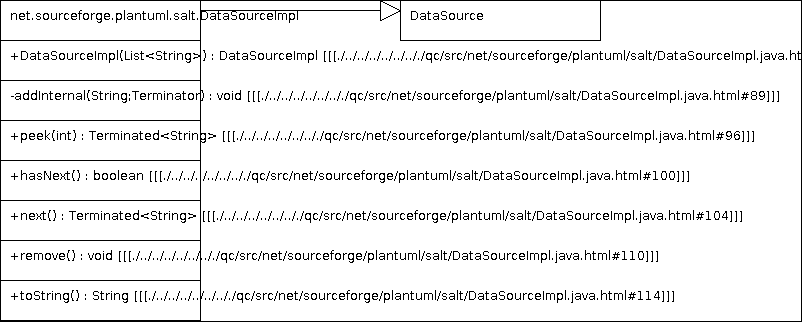 net.sourceforge.plantuml.salt.DataSourceImpl
DataSource
+DataSourceImpl(List<String>) : DataSourceImpl [[[./../../../../../../../qc/src/net/sourceforge/plantuml/salt/DataSourceImpl.java.ht
-addInternal(String;Terminator) : void [[[./../../../../../../../qc/src/net/sourceforge/plantuml/salt/DataSourceImpl.java.html#89]]]
+peek(int) : Terminated<String> [[[./../../../../../../../qc/src/net/sourceforge/plantuml/salt/DataSourceImpl.java.html#96]]]
+hasNext() : boolean [[[./../../../../../../../qc/src/net/sourceforge/plantuml/salt/DataSourceImpl.java.html#100]]]
+next() : Terminated<String> [[[./../../../../../../../qc/src/net/sourceforge/plantuml/salt/DataSourceImpl.java.html#104]]]
+remove() : void [[[./../../../../../../../qc/src/net/sourceforge/plantuml/salt/DataSourceImpl.java.html#110]]]
+toString() : String [[[./../../../../../../../qc/src/net/sourceforge/plantuml/salt/DataSourceImpl.java.html#114]]]